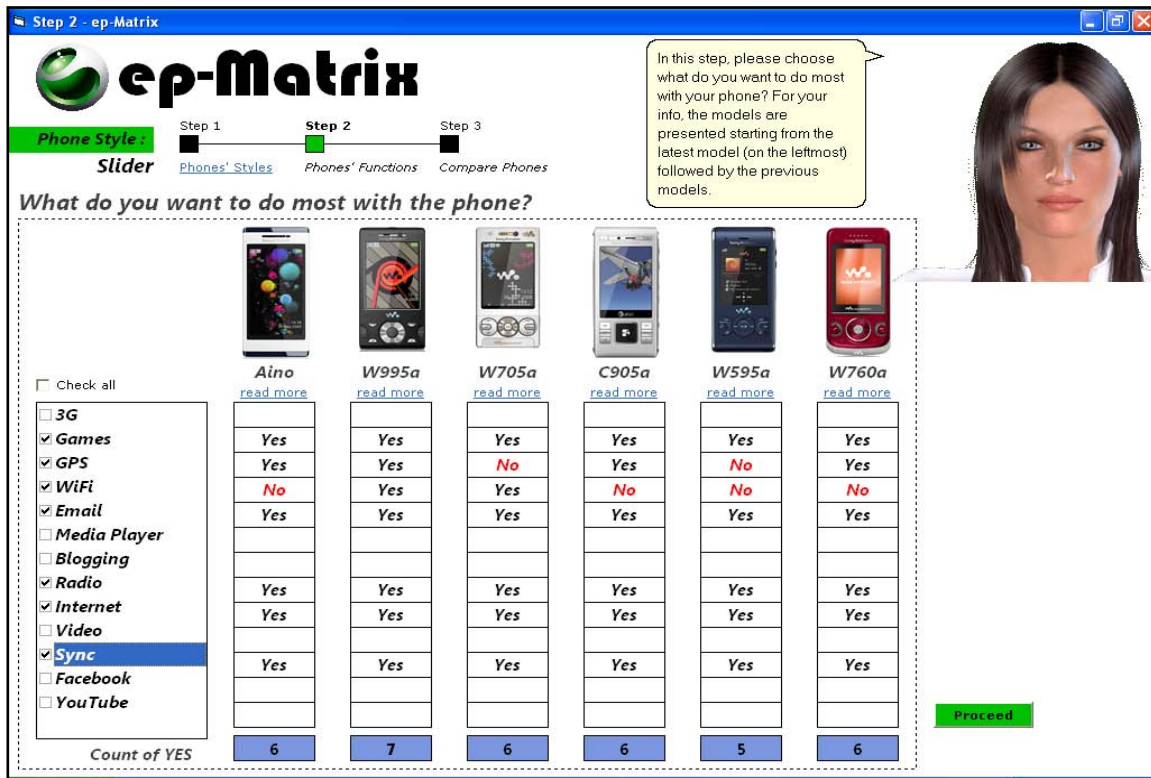 Step 2 - ep-Matrix
ep-Matrix
In this step, please choose
what do you want to do most
with your phone? For your
info, the models are
presented starting from the
latest model (on the leftmost)
followed by the previous
models.
Phone Style :
Slider
Step 1 Step 2 Step 3
Phones' Styles Phones' Functions Compare Phones
What do you want to do most with the phone?
Aino W995a W705a C905a W595a W760a
Check all read more read more read more read more read more read more
3G
Games Yes Yes Yes Yes Yes Yes
GPS Yes Yes No Yes No Yes
WiFi No Yes Yes No No No
Email Yes Yes Yes Yes Yes Yes
Media Player
Blogging
Radio Yes Yes Yes Yes Yes Yes
Internet Yes Yes Yes Yes Yes Yes
Video
Sync Yes Yes Yes Yes Yes Yes
Facebook
YouTube
Proceed
Count of YES 6 7 6 6 5 6